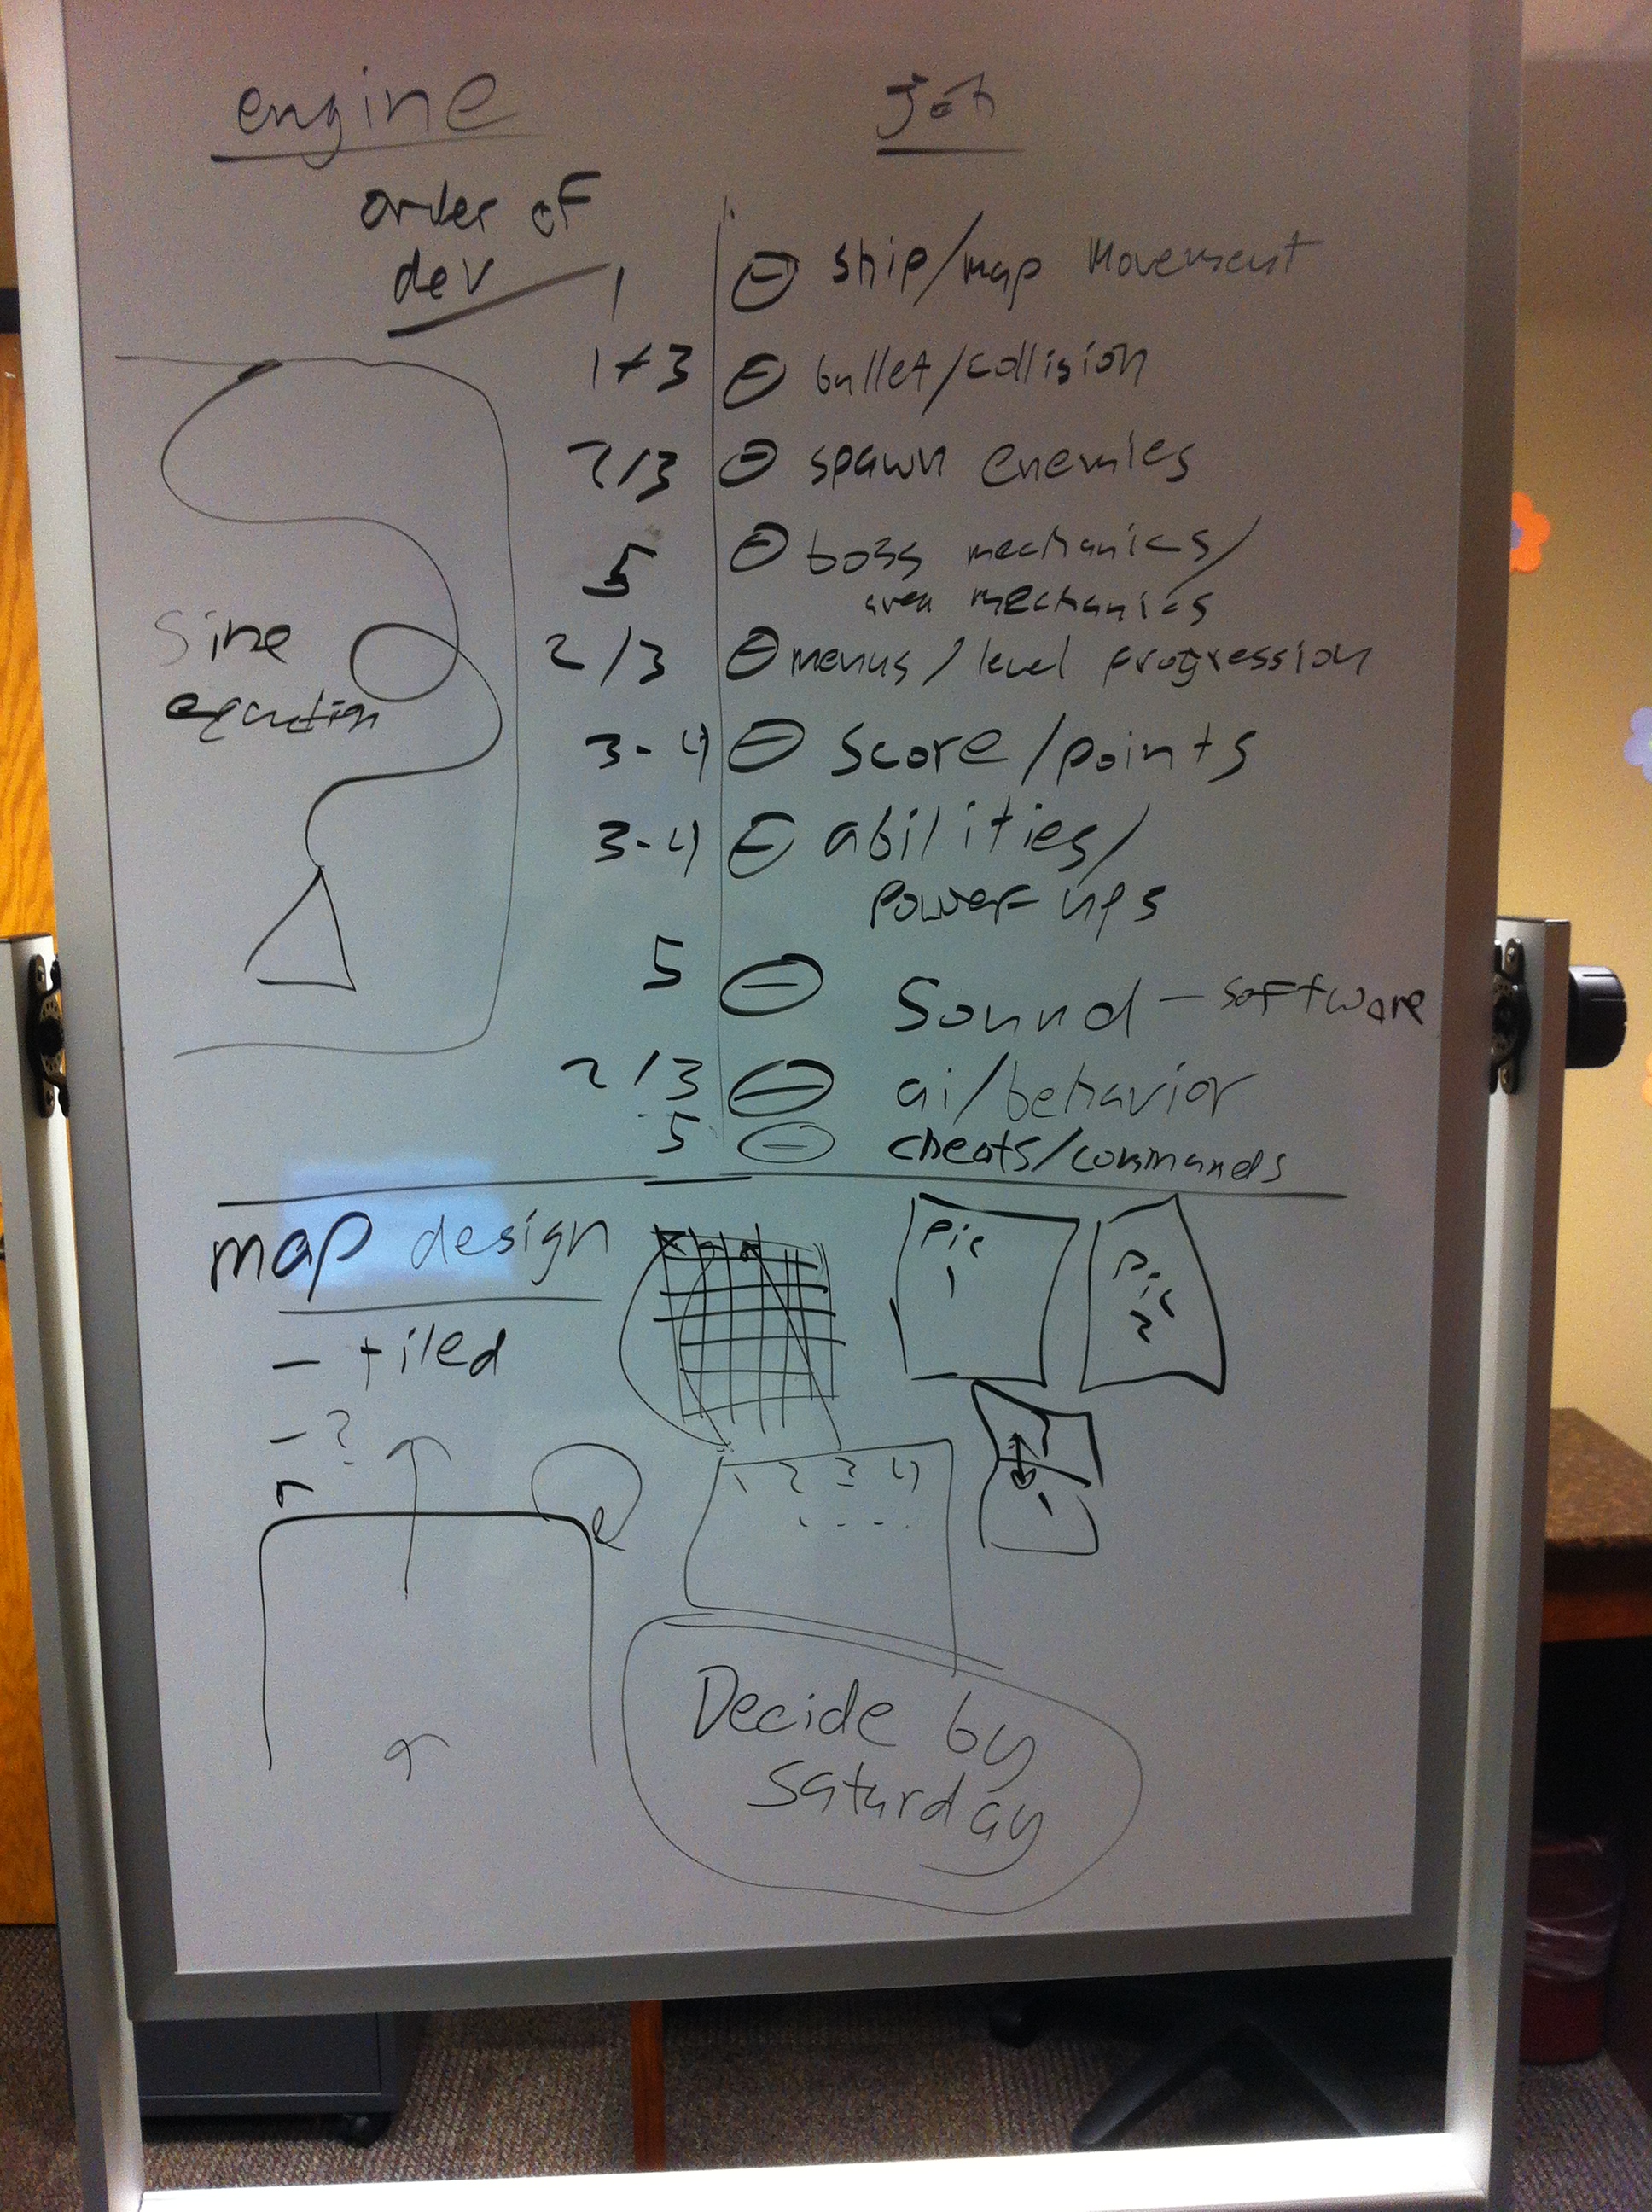 engine
order of
dev
1 ship/map movement
1+3 bullet/collision
2/3 spawn enemies
5 boss mechanics/
area mechanics
2/3 menus/level progression
3-4 score/points
3-4 abilities/
Power ups
5 Sound - software
2/3 ai/behavior
5 cheats/commands
Sine
equation
map design
- tiled
- ?
Pic
1
Pic
2
1
1 2 3 4
Decide by
Saturday